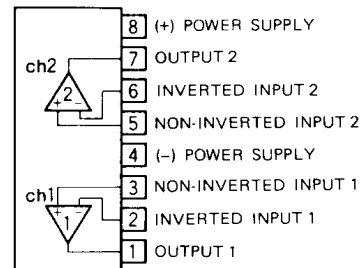 8 (+) POWER SUPPLY
7 OUTPUT 2
ch2
2
+ −
6 INVERTED INPUT 2
5 NON-INVERTED INPUT 2
4 (−) POWER SUPPLY
3 NON-INVERTED INPUT 1
ch1
+ −
1
2 INVERTED INPUT 1
1 OUTPUT 1